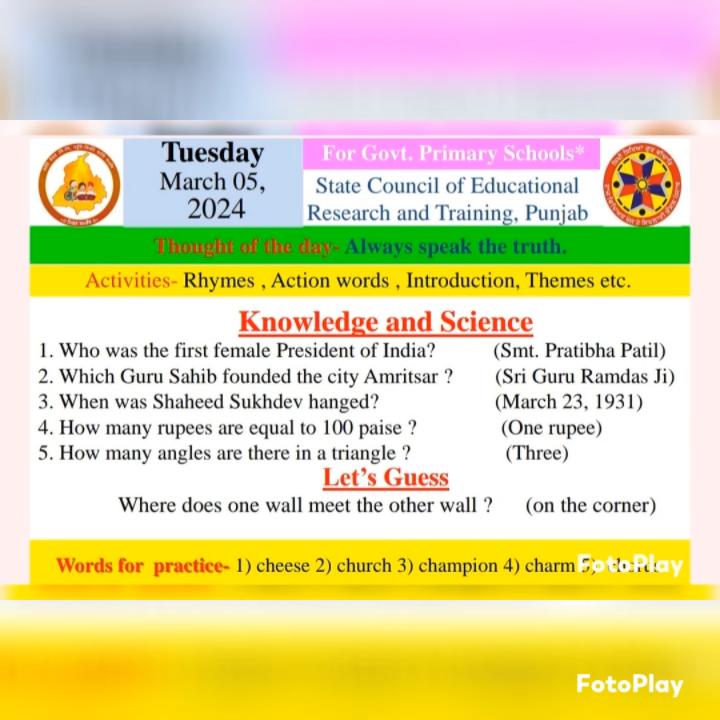 Tuesday
March 05,
2024
For Govt. Primary Schools*
State Council of Educational
Research and Training, Punjab
Thought of the day- Always speak the truth.
Activities- Rhymes , Action words , Introduction, Themes etc.
Knowledge and Science
1. Who was the first female President of India? (Smt. Pratibha Patil)
2. Which Guru Sahib founded the city Amritsar ? (Sri Guru Ramdas Ji)
3. When was Shaheed Sukhdev hanged? (March 23, 1931)
4. How many rupees are equal to 100 paise ? (One rupee)
5. How many angles are there in a triangle ? (Three)
Let's Guess
Where does one wall meet the other wall ? (on the corner)
Words for practice- 1) cheese 2) church 3) champion 4) charm 5)
FotoPlay
FotoPlay